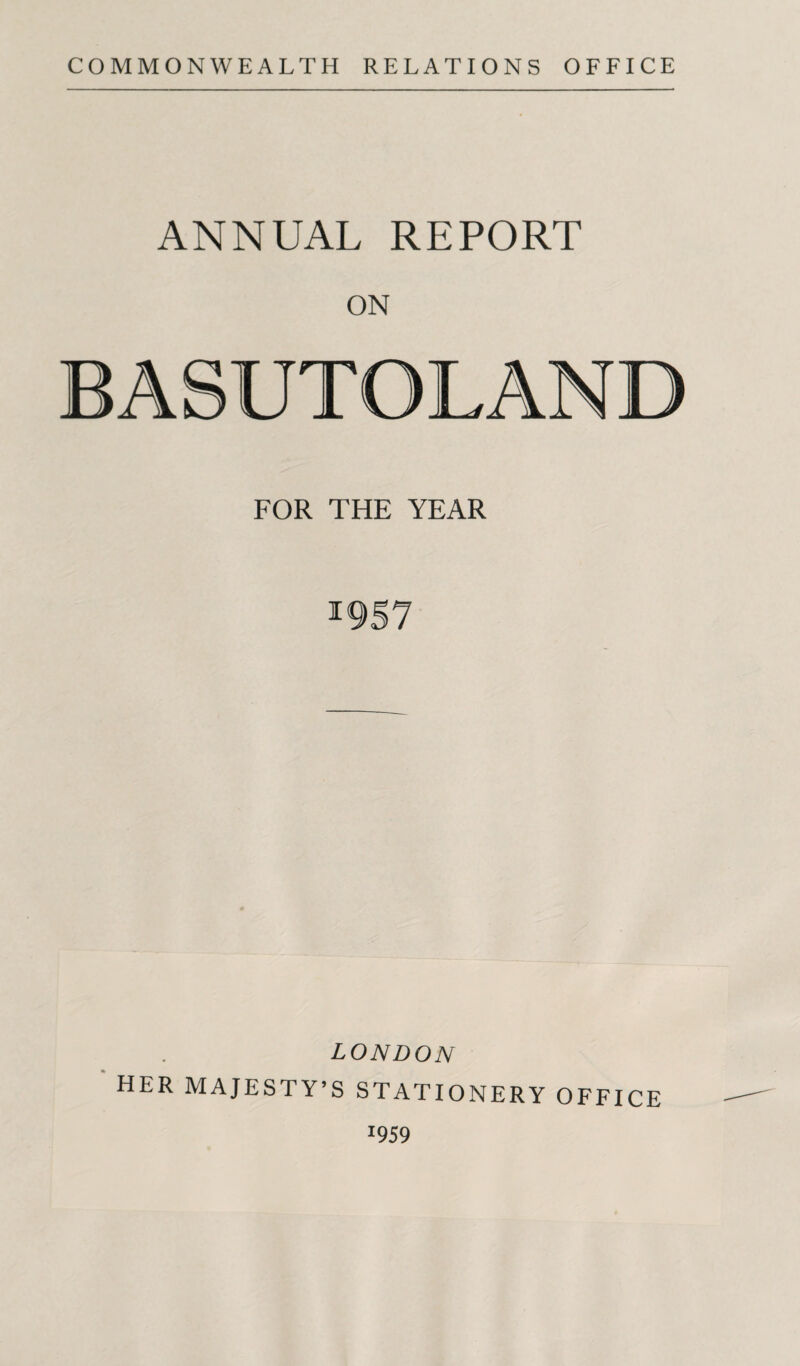 COMMONWEALTH RELATIONS OFFICE
ANNUAL REPORT
ON
BASUTOLAND
FOR THE YEAR
1957
LONDON
HER MAJESTY'S STATIONERY OFFICE
1959